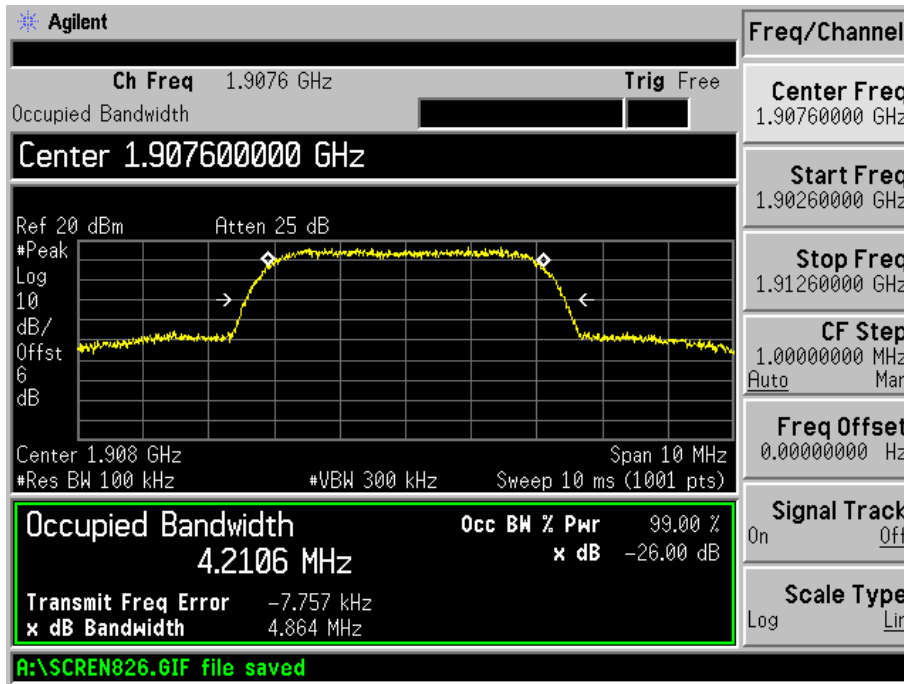 Agilent
Freq/Channel
Ch Freq 1.9076 GHz Trig Free
Occupied Bandwidth
Center 1.907600000 GHz
Ref 20 dBm Atten 25 dB
#Peak
Log
10
dB/
Offst
6
dB
Center 1.908 GHz Span 10 MHz
#Res BW 100 kHz #VBW 300 kHz Sweep 10 ms (1001 pts)
Occupied Bandwidth
4.2106 MHz
Occ BW % Pwr 99.00 %
x dB -26.00 dB
Transmit Freq Error -7.757 kHz
x dB Bandwidth 4.864 MHz
A:\SCREN826.GIF file saved
Center Freq
1.90760000 GHz
Start Freq
1.90260000 GHz
Stop Freq
1.91260000 GHz
CF Step
1.00000000 MHz
Auto Man
Freq Offset
0.00000000 Hz
Signal Track
On Off
Scale Type
Log Lin